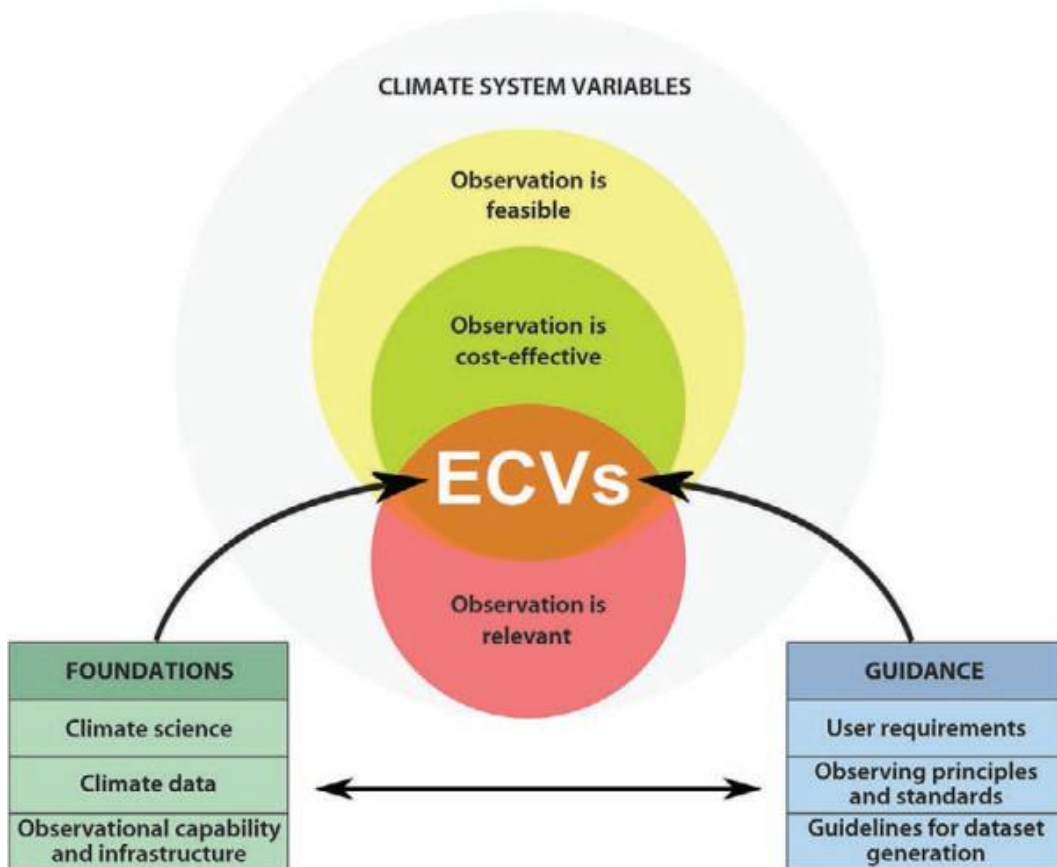 CLIMATE SYSTEM VARIABLES
Observation is
feasible
Observation is
cost-effective
ECVs
Observation is
relevant
FOUNDATIONS
Climate science
Climate data
Observational capability
and infrastructure
GUIDANCE
User requirements
Observing principles
and standards
Guidelines for dataset
generation